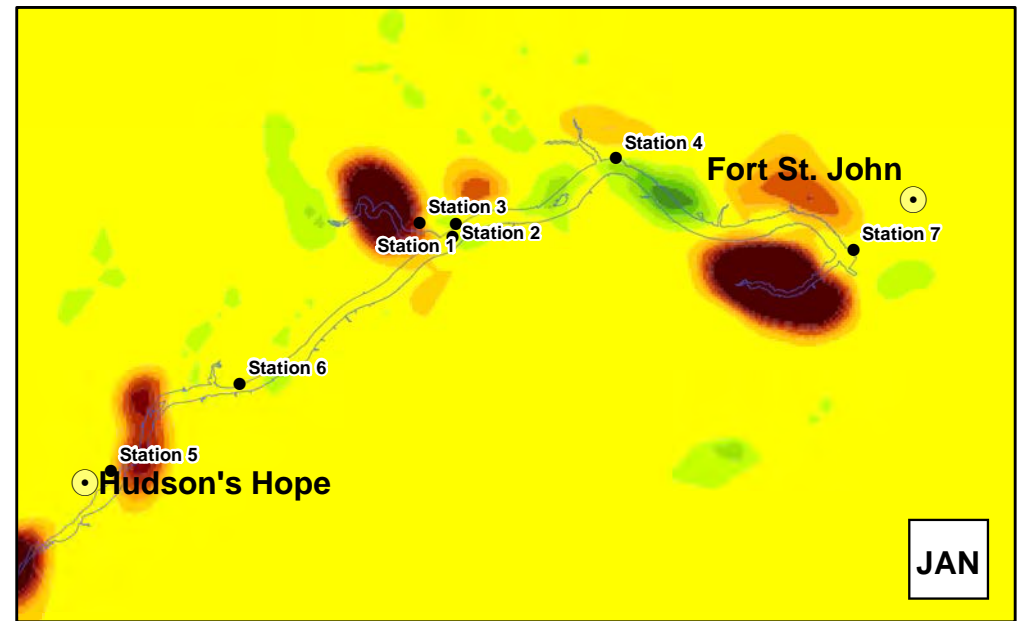 Station 4
Fort St. John
Station 3
Station 2
Station 1
Station 7
Station 6
Station 5
Hudson's Hope
JAN